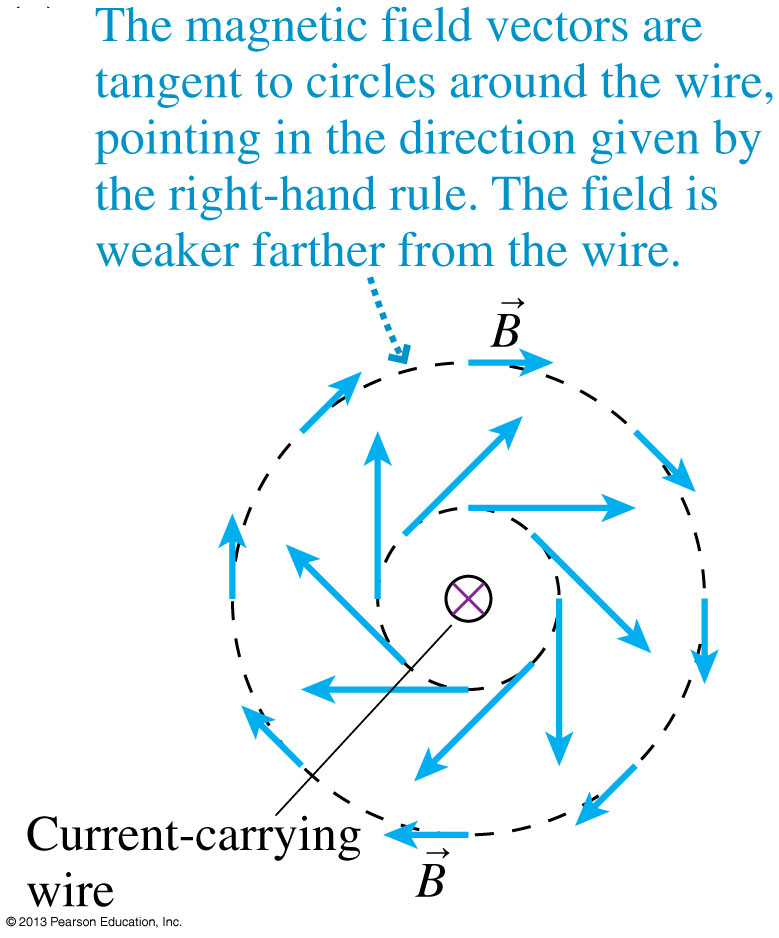 The magnetic field vectors are
tangent to circles around the wire,
pointing in the direction given by
the right-hand rule. The field is
weaker farther from the wire.
B⃗
Current-carrying
wire
B⃗
© 2013 Pearson Education, Inc.